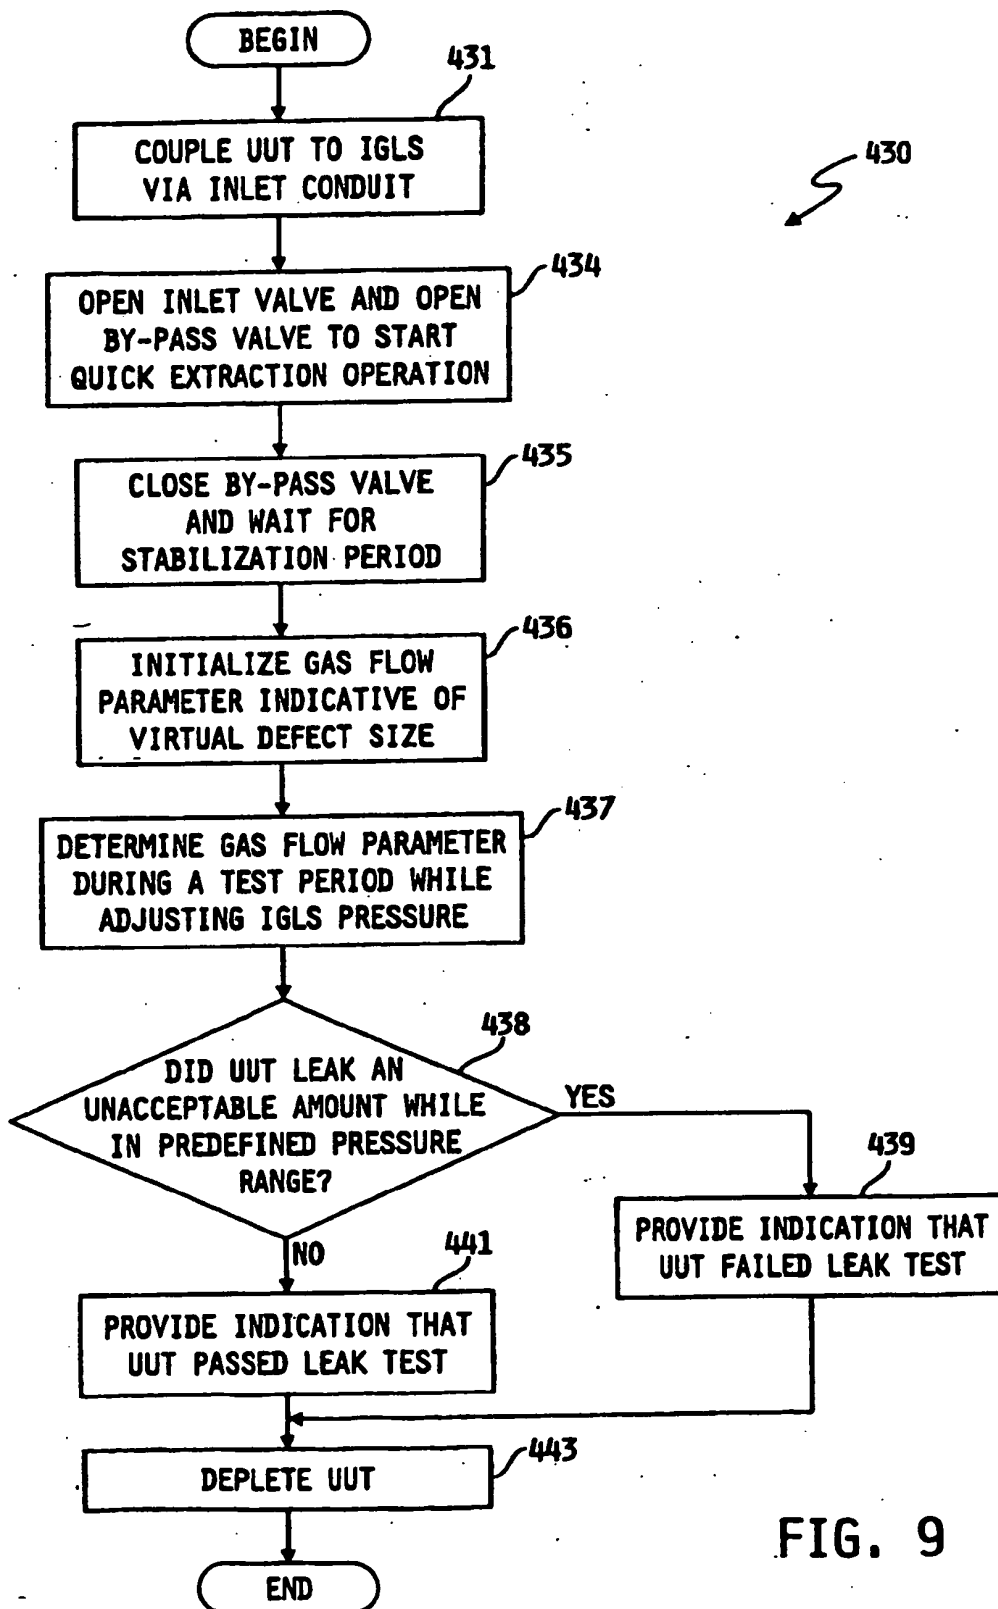 BEGIN
431
COUPLE UUT TO IGLS
VIA INLET CONDUIT
430
434
OPEN INLET VALVE AND OPEN
BY-PASS VALVE TO START
QUICK EXTRACTION OPERATION
435
CLOSE BY-PASS VALVE
AND WAIT FOR
STABILIZATION PERIOD
436
INITIALIZE GAS FLOW
PARAMETER INDICATIVE OF
VIRTUAL DEFECT SIZE
437
DETERMINE GAS FLOW PARAMETER
DURING A TEST PERIOD WHILE
ADJUSTING IGLS PRESSURE
438
DID UUT LEAK AN
UNACCEPTABLE AMOUNT WHILE
IN PREDEFINED PRESSURE
RANGE?
YES
439
PROVIDE INDICATION THAT
UUT FAILED LEAK TEST
NO
441
PROVIDE INDICATION THAT
UUT PASSED LEAK TEST
443
DEPLETE UUT
END
FIG. 9